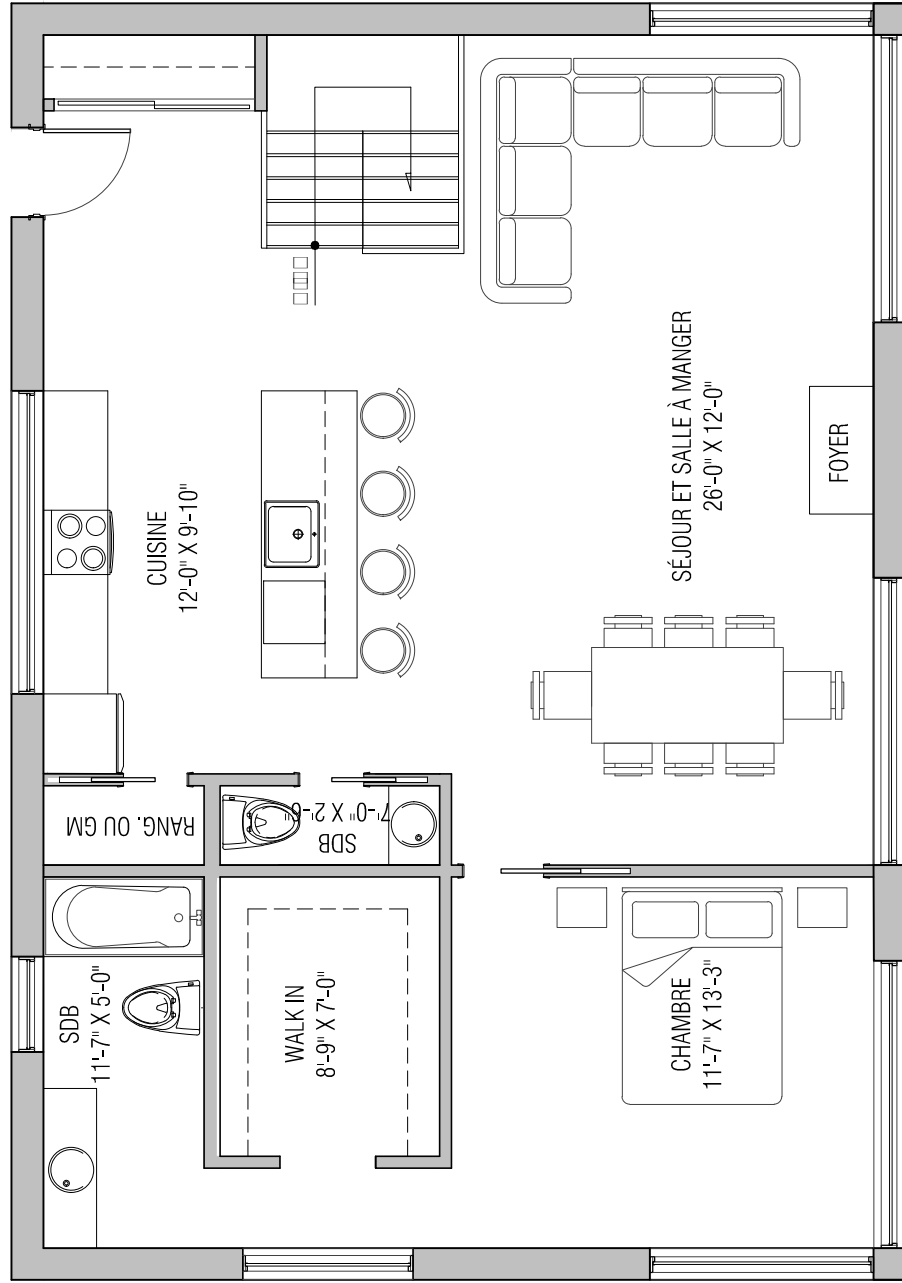 SDB
11'-7" X 5'-0"
RANG. OU GM
CUISINE
12'-0" X 9'-10"
WALK IN
8'-9" X 7'-0"
SDB
7'-0" X 2'-6"
CHAMBRE
11'-7" X 13'-3"
SÉJOUR ET SALLE À MANGER
26'-0" X 12'-0"
FOYER